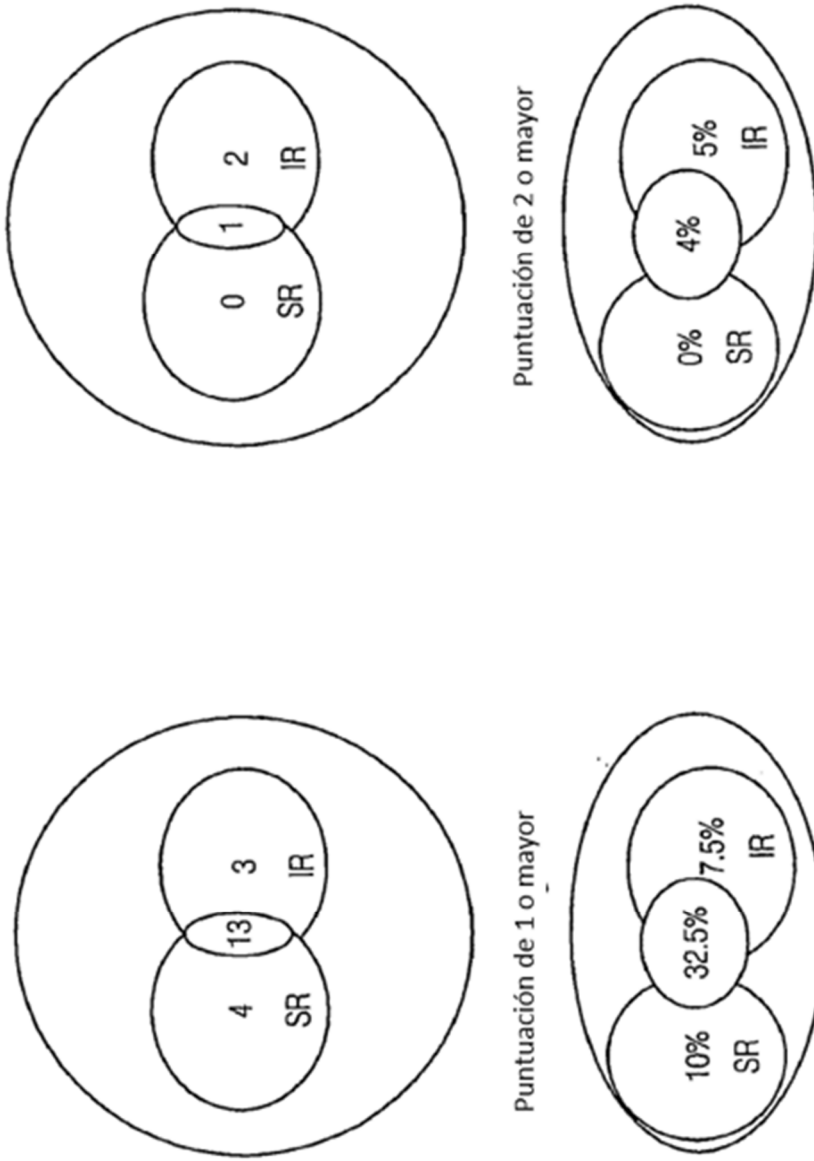 4 13 3
SR IR
Puntuación de 1 o mayor
10% 32.5% 7.5%
SR IR
0 1 2
SR IR
Puntuación de 2 o mayor
0% 4% 5%
SR IR